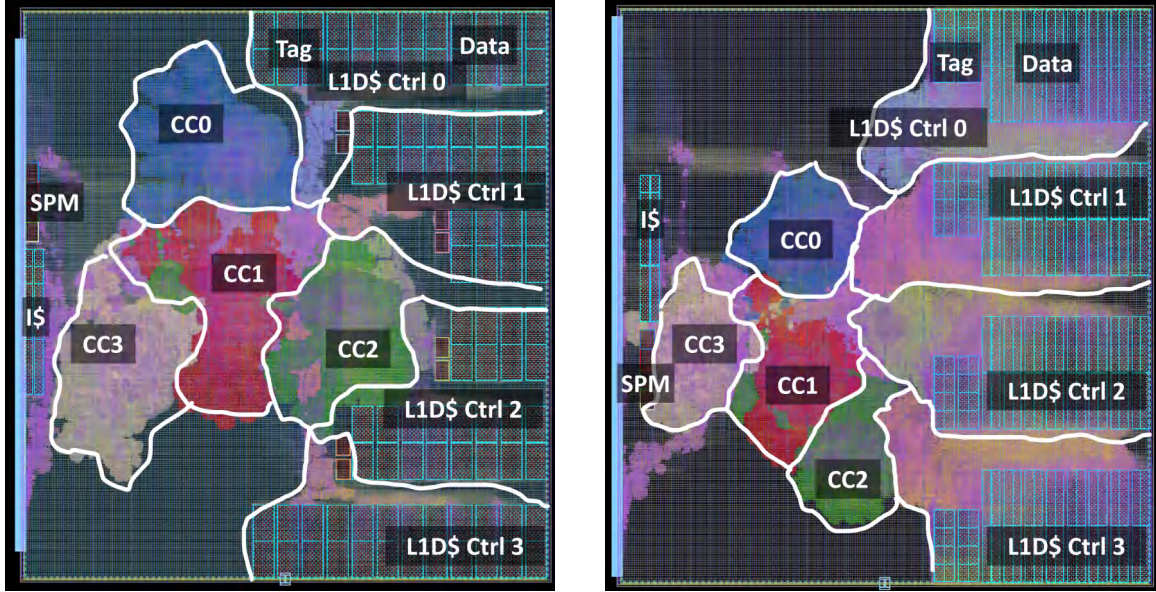 Tag Data
L1D$ Ctrl 0
CC0
L1D$ Ctrl 1
SPM
CC1
I$
CC3
CC2
L1D$ Ctrl 2
L1D$ Ctrl 3
Tag Data
L1D$ Ctrl 0
L1D$ Ctrl 1
I$
CC0
CC3
SPM
CC1
L1D$ Ctrl 2
CC2
L1D$ Ctrl 3